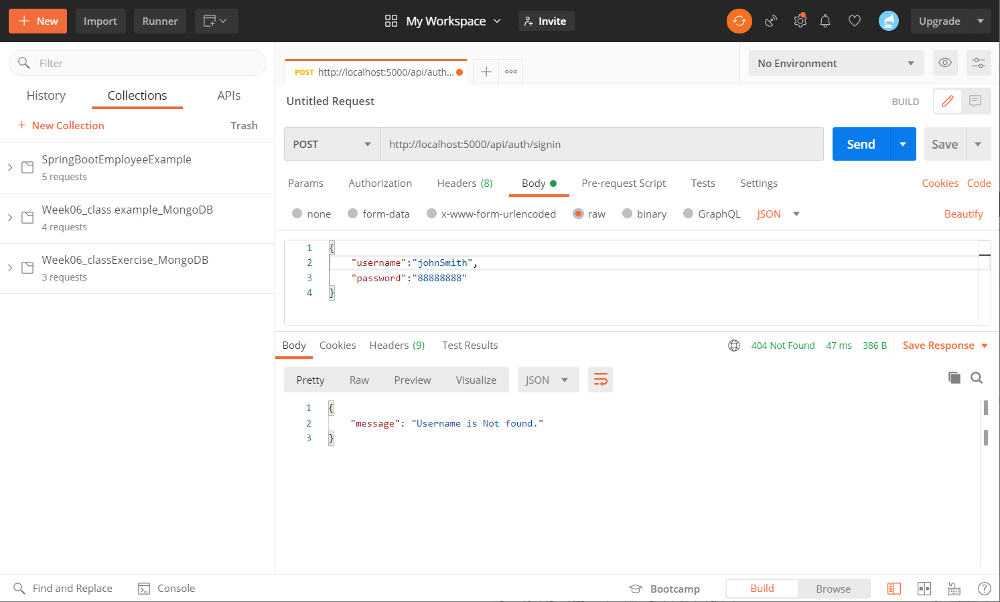 New
Import
Runner
My Workspace
Invite
Upgrade
Filter
History
Collections
APIs
+ New Collection
Trash
SpringBootEmployeeExample
5 requests
Week06_class example_MongoDB
4 requests
Week06_classExercise_MongoDB
3 requests
POST http://localhost:5000/api/auth...
No Environment
Untitled Request
BUILD
POST
http://localhost:5000/api/auth/signin
Send
Save
Params
Authorization
Headers (8)
Body
Pre-request Script
Tests
Settings
Cookies
Code
none
form-data
x-www-form-urlencoded
raw
binary
GraphQL
JSON
Beautify
1 {
2 "username":"johnSmith",
3 "password":"88888888"
4 }
Body
Cookies
Headers (9)
Test Results
404 Not Found
47 ms
386 B
Save Response
Pretty
Raw
Preview
Visualize
JSON
1 {
2 "message": "Username is Not found."
3 }
Find and Replace
Console
Bootcamp
Build
Browse